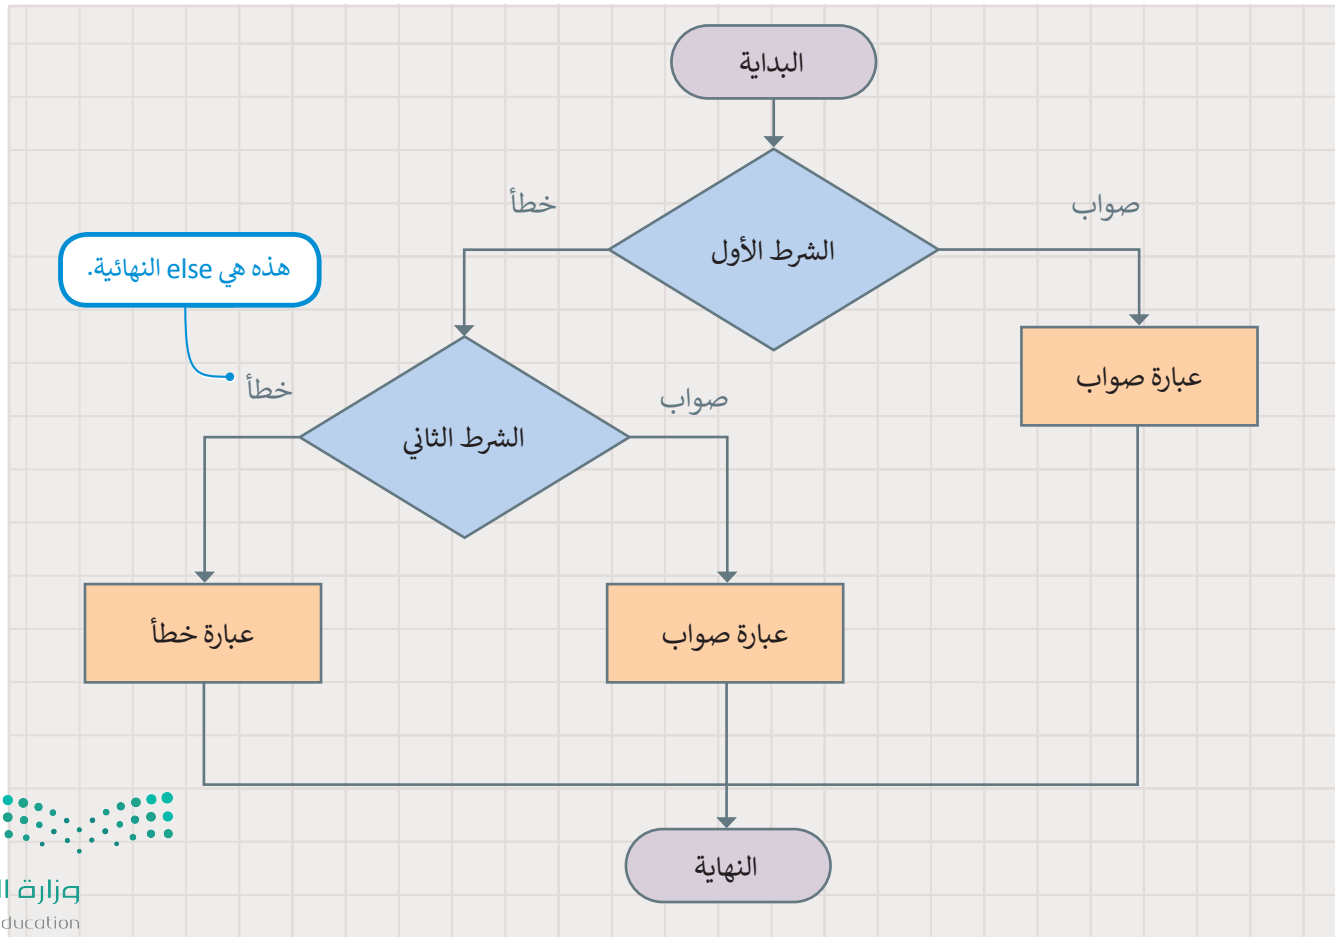 البداية
صواب
خطأ
الشرط الأول
هذه هي else النهائية.
عبارة صواب
خطأ
صواب
الشرط الثاني
عبارة صواب
عبارة خطأ
النهاية
وزارة
ducation